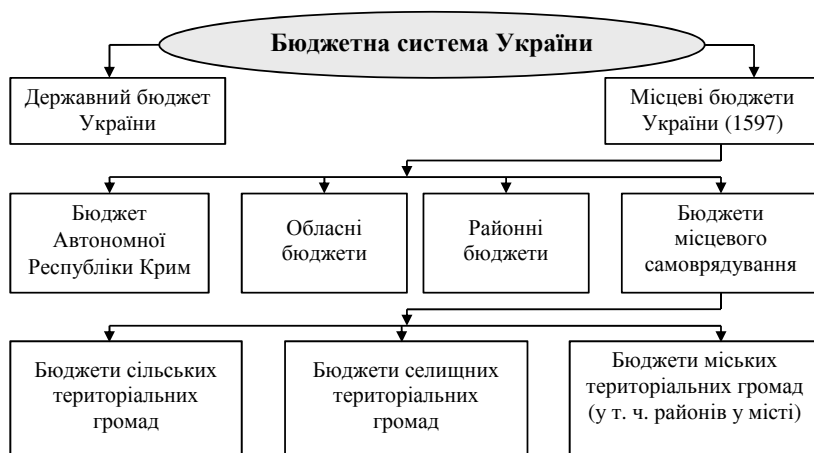 Бюджетна система України
Державний бюджет
України
Місцеві бюджети
України (1597)
Бюджет
Автономної
Республіки Крим
Обласні
бюджети
Районні
бюджети
Бюджети
місцевого
самоврядування
Бюджети сільських
територіальних
громад
Бюджети селищних
територіальних
громад
Бюджети міських
територіальних громад
(у т. ч. районів у місті)